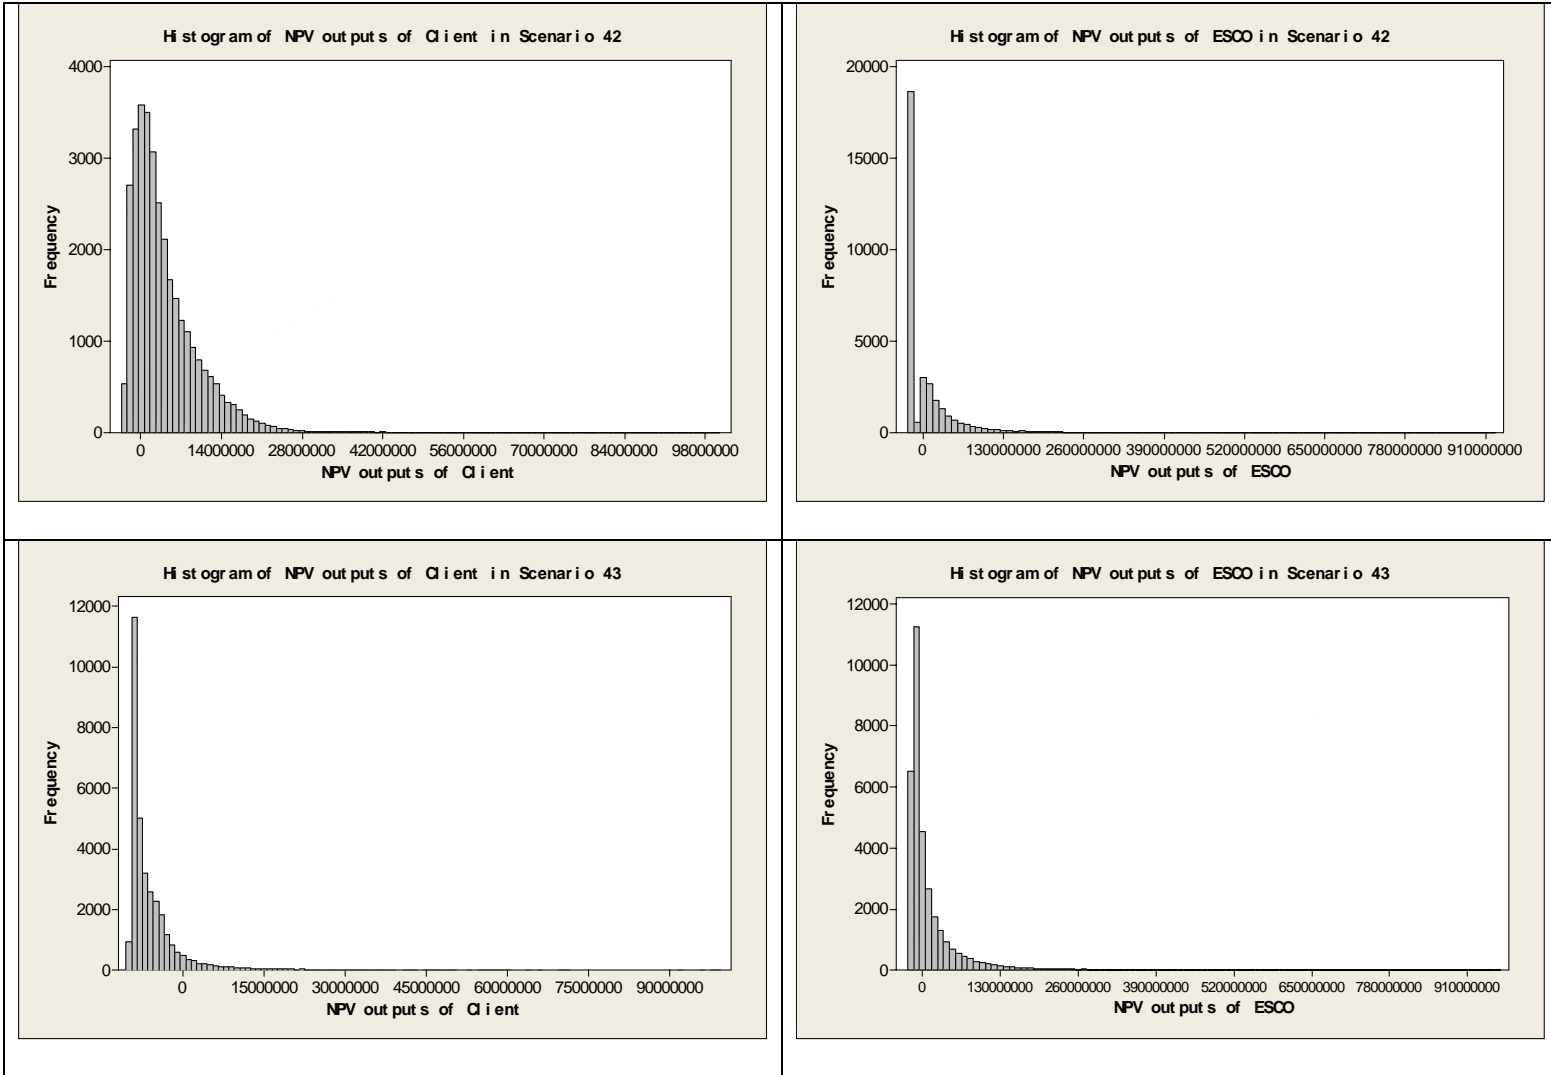 Histogram of NPV outputs of Client in Scenario 42
4000
3000
2000
1000
0
Frequency
0 14000000 28000000 42000000 56000000 70000000 84000000 98000000
NPV outputs of Client
Histogram of NPV outputs of ESCO in Scenario 42
20000
15000
10000
5000
0
Frequency
0 130000000 260000000 390000000 520000000 650000000 780000000 910000000
NPV outputs of ESCO
Histogram of NPV outputs of Client in Scenario 43
12000
10000
8000
6000
4000
2000
0
Frequency
0 15000000 30000000 45000000 60000000 75000000 90000000
NPV outputs of Client
Histogram of NPV outputs of ESCO in Scenario 43
12000
10000
8000
6000
4000
2000
0
Frequency
0 130000000 260000000 390000000 520000000 650000000 780000000 910000000
NPV outputs of ESCO